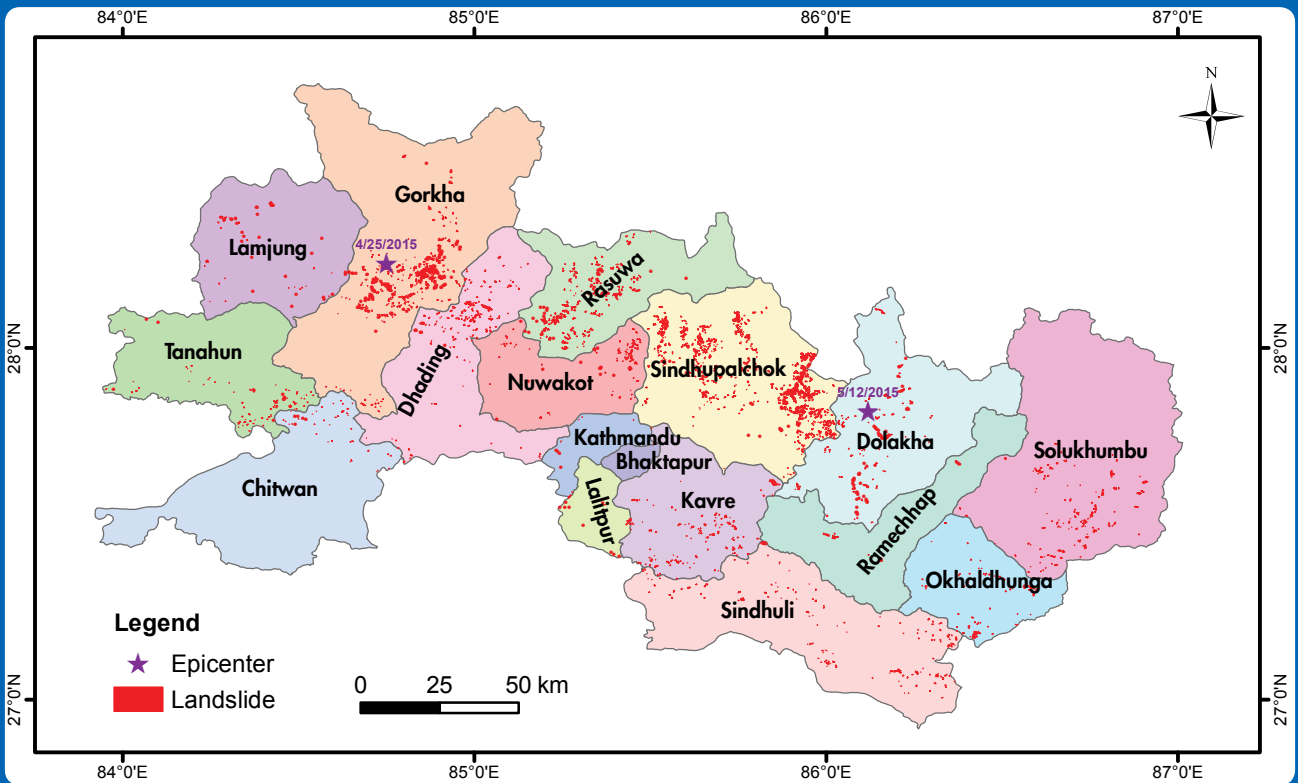 84°0'E 85°0'E 86°0'E 87°0'E
N
Gorkha
4/25/2015
Lamjung
Rasuwa
28°0'N
28°0'N
Tanahun
Dhading
Nuwakot
Sindhupalchok
5/12/2015
Kathmandu
Dolakha
Bhaktapur
Solukhumbu
Chitwan
Lalitpur
Kavre
Ramechhap
Okhaldhunga
Sindhuli
Legend
Epicenter
Landslide
0 25 50 km
27°0'N
27°0'N
84°0'E 85°0'E 86°0'E 87°0'E